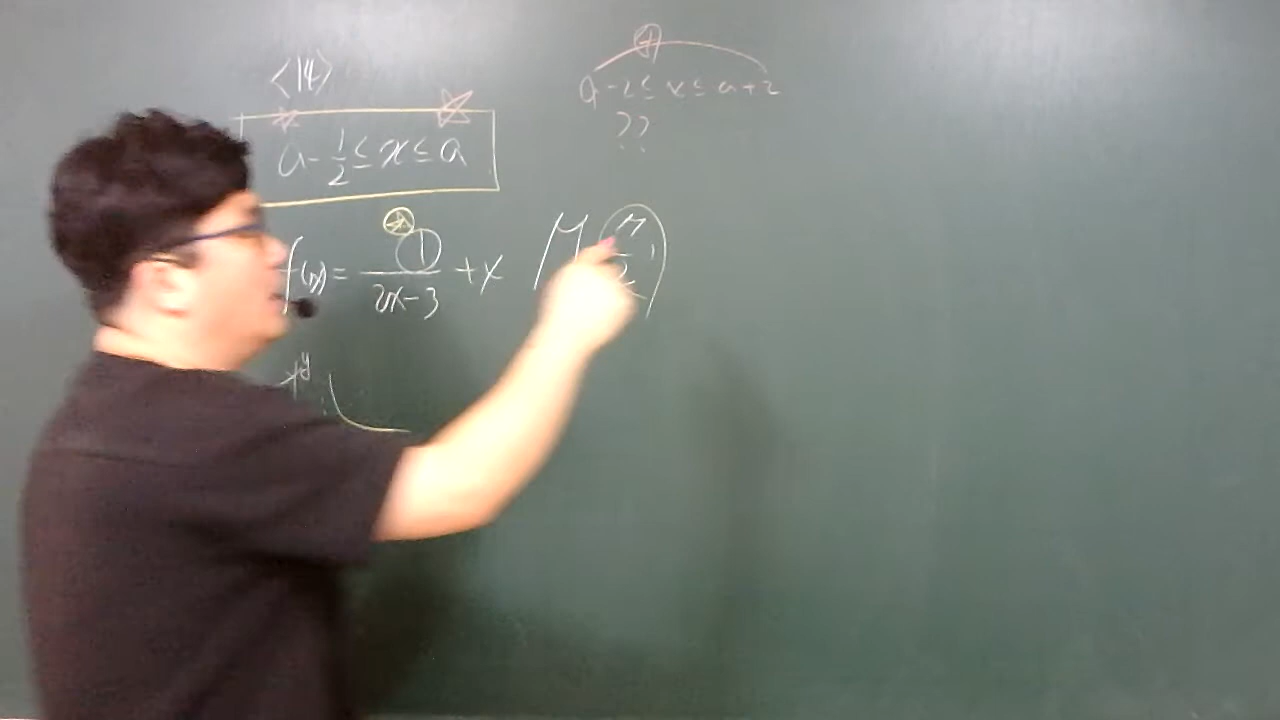 <14>
a-2≤x≤a+2
??
a-1/2≤x≤a
f(x)= 1/(2x-3) +x
y